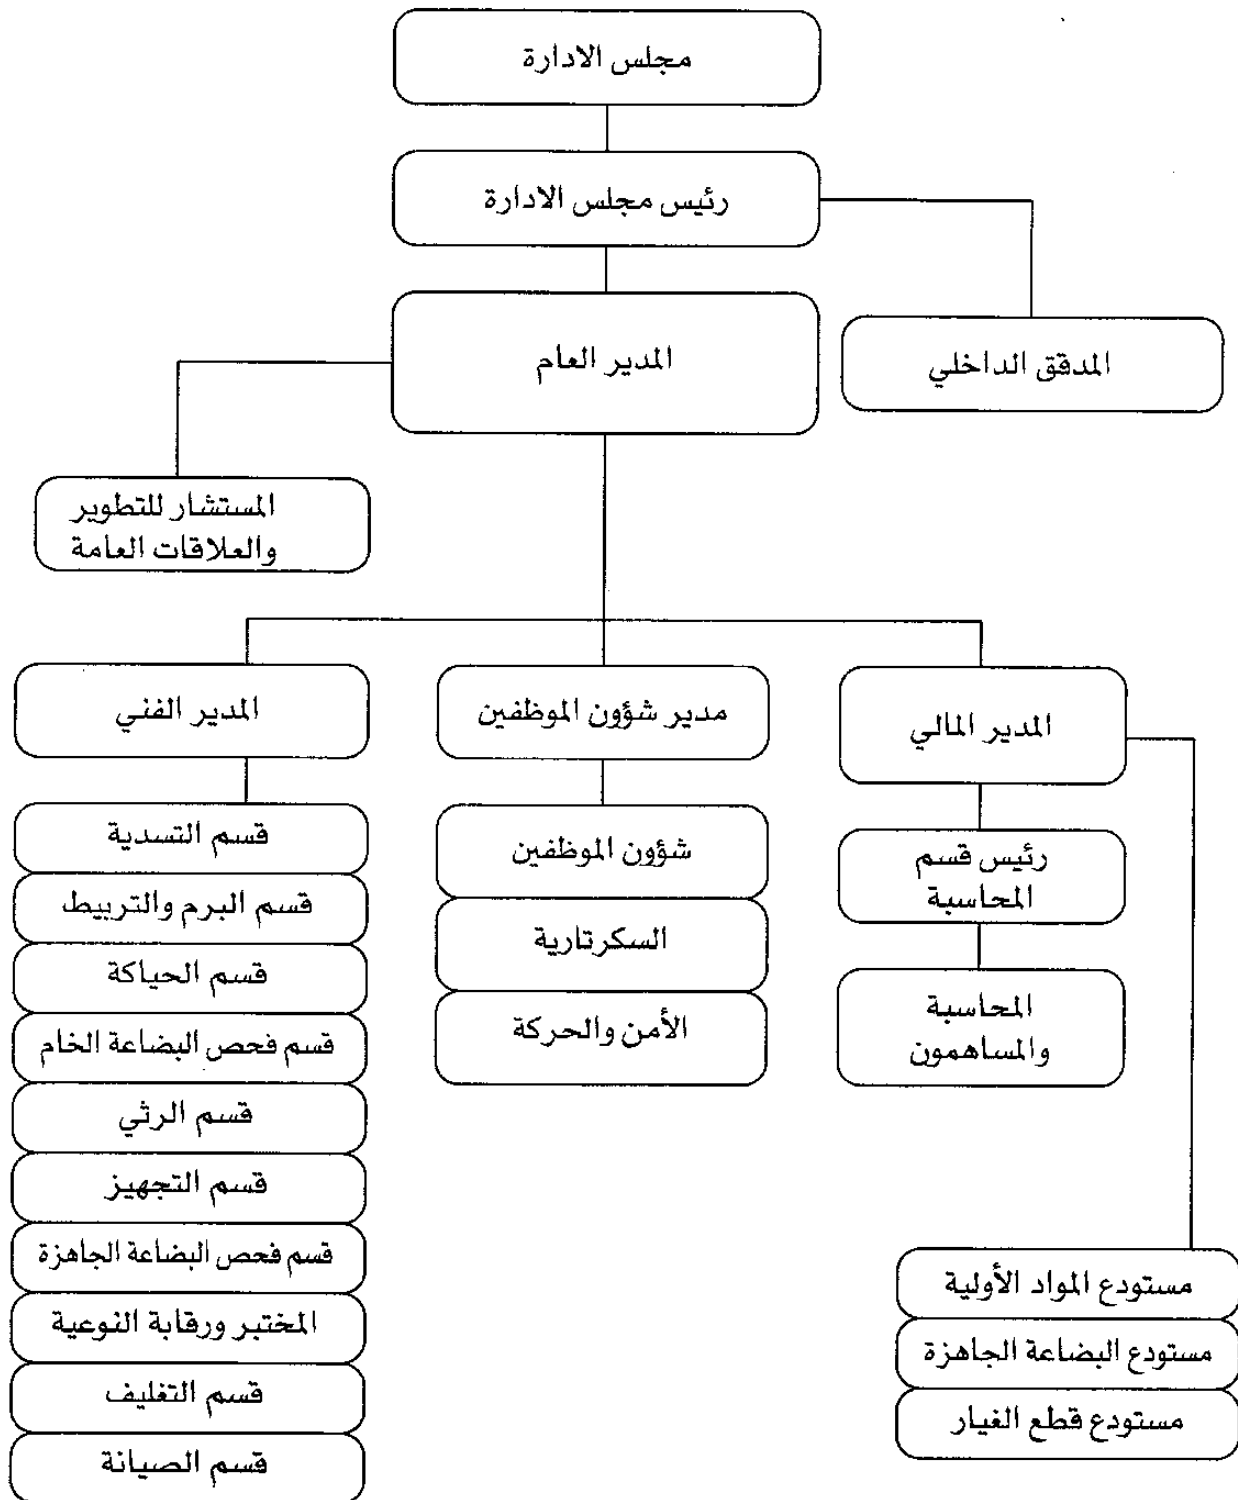 مجلس الادارة
رئيس مجلس الادارة
المدير العام
المدقق الداخلي
المستشار للتطوير
والعلاقات العامة
المدير المالي
رئيس قسم
المحاسبة
المحاسبة
والمساهمون
مستودع المواد الأولية
مستودع البضاعة الجاهزة
مستودع قطع الغيار
مدير شؤون الموظفين
شؤون الموظفين
السكرتارية
الأمن والحركة
المدير الفني
قسم التسدية
قسم البرم والتربيط
قسم الحياكة
قسم فحص البضاعة الخام
قسم الرثي
قسم التجهيز
قسم فحص البضاعة الجاهزة
المختبر ورقابة النوعية
قسم التغليف
قسم الصيانة